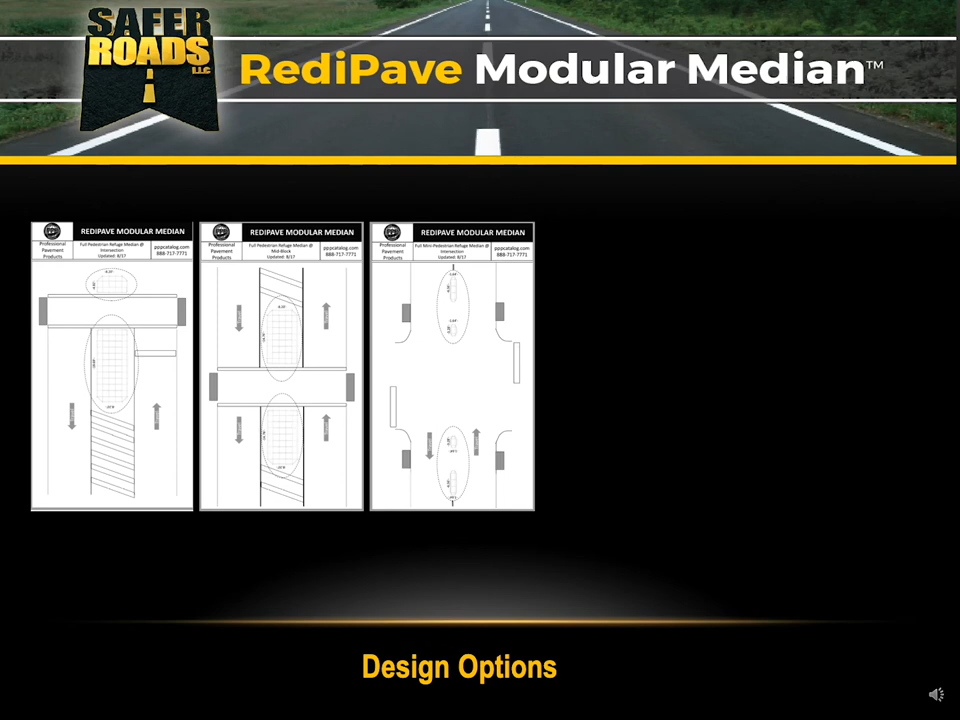 SAFER
ROADS
LLC
RediPave Modular Median™
REDIPAVE MODULAR MEDIAN
Professional
Pavement
Products
Full Pedestrian Refuge Median @
Intersection
Updated: 8/17
pppcatalog.com
888-717-7771
REDIPAVE MODULAR MEDIAN
Professional
Pavement
Products
Full Pedestrian Refuge Median @
Mid-Block
Updated: 8/17
pppcatalog.com
888-717-7771
REDIPAVE MODULAR MEDIAN
Professional
Pavement
Products
Full Mini-Pedestrian Refuge @
Intersection
Updated: 8/17
pppcatalog.com
888-717-7771
Design Options